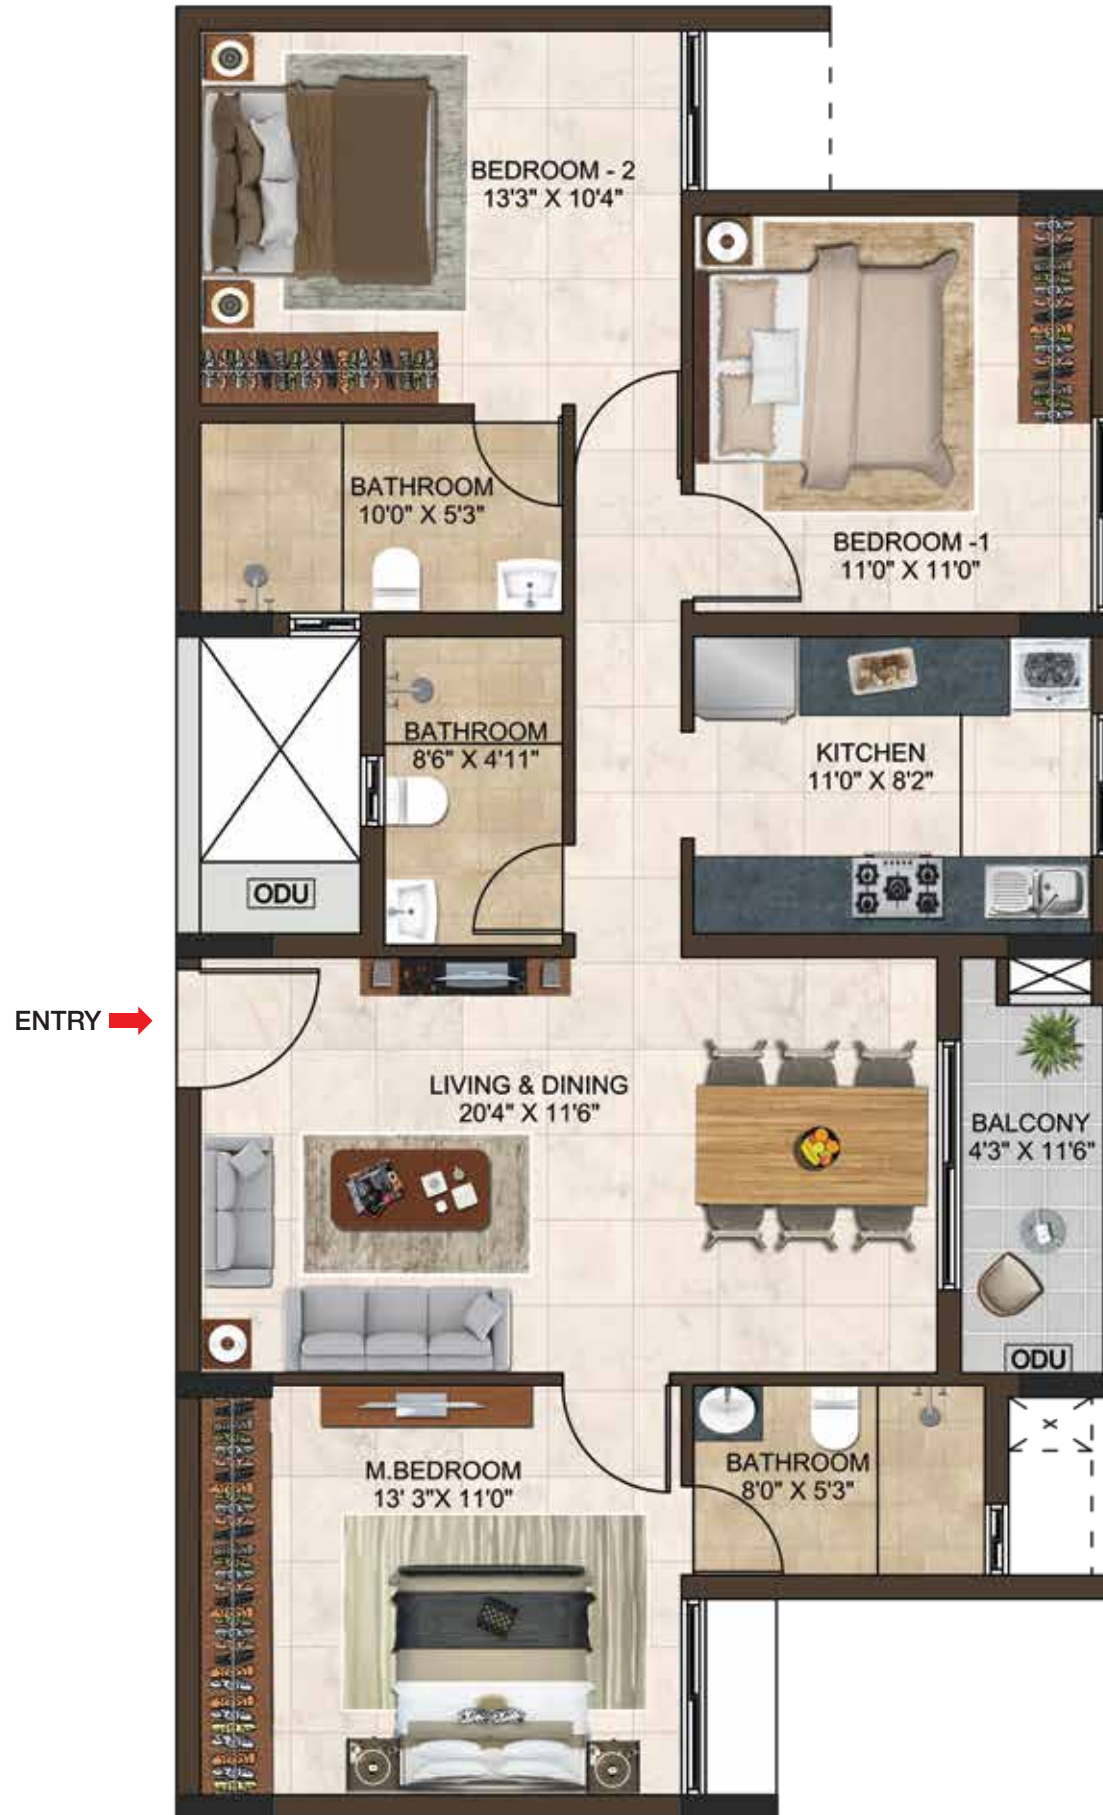 BEDROOM - 2
13'3" X 10'4"
BATHROOM
10'0" X 5'3"
BEDROOM -1
11'0" X 11'0"
BATHROOM
8'6" X 4'11"
KITCHEN
11'0" X 8'2"
ODU
ENTRY
LIVING & DINING
20'4" X 11'6"
BALCONY
4'3" X 11'6"
ODU
M.BEDROOM
13' 3"X 11'0"
BATHROOM
8'0" X 5'3"